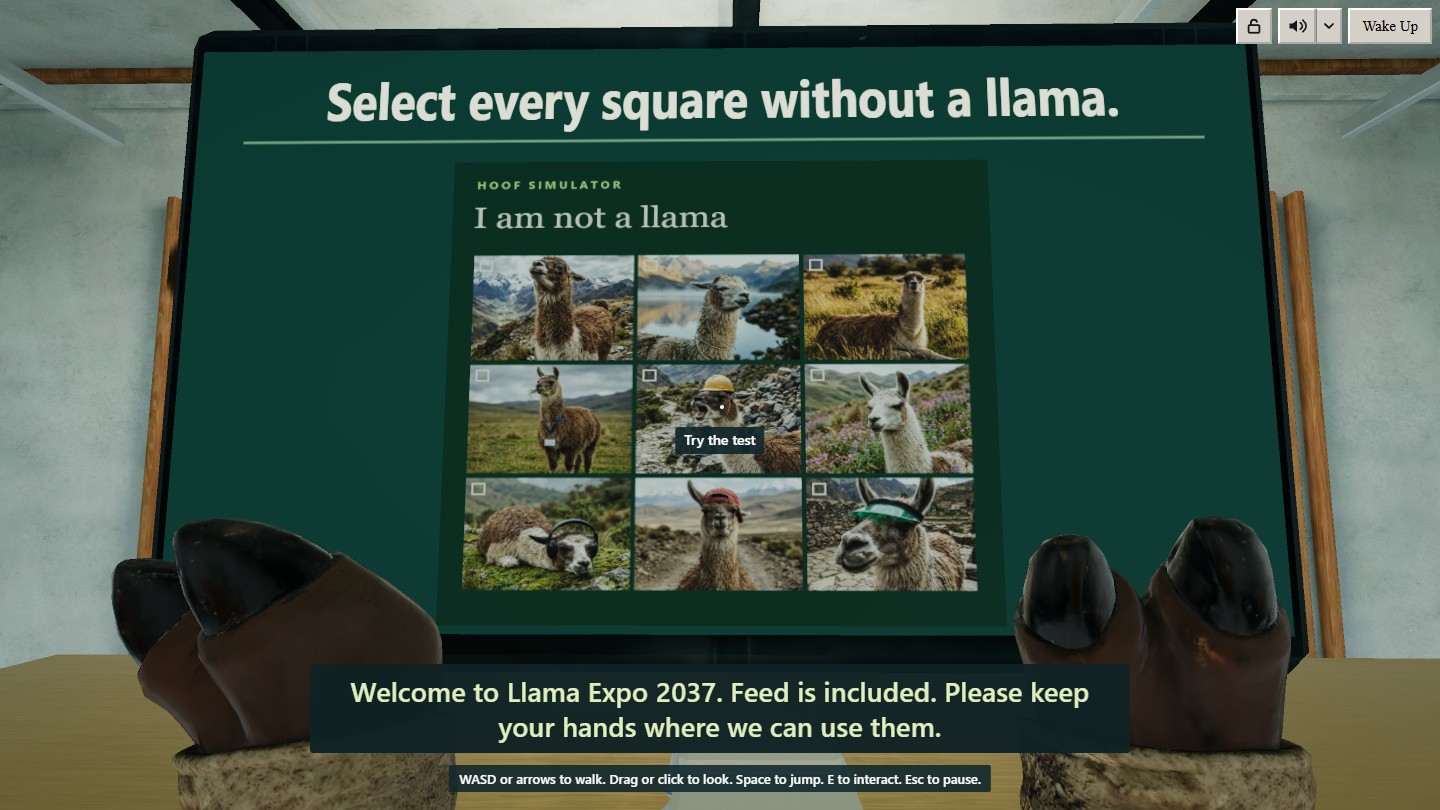 Wake Up
Select every square without a llama.
HOOF SIMULATOR
I am not a llama
Try the test
Welcome to Llama Expo 2037. Feed is included. Please keep
your hands where we can use them.
WASD or arrows to walk. Drag or click to look. Space to jump. E to interact. Esc to pause.